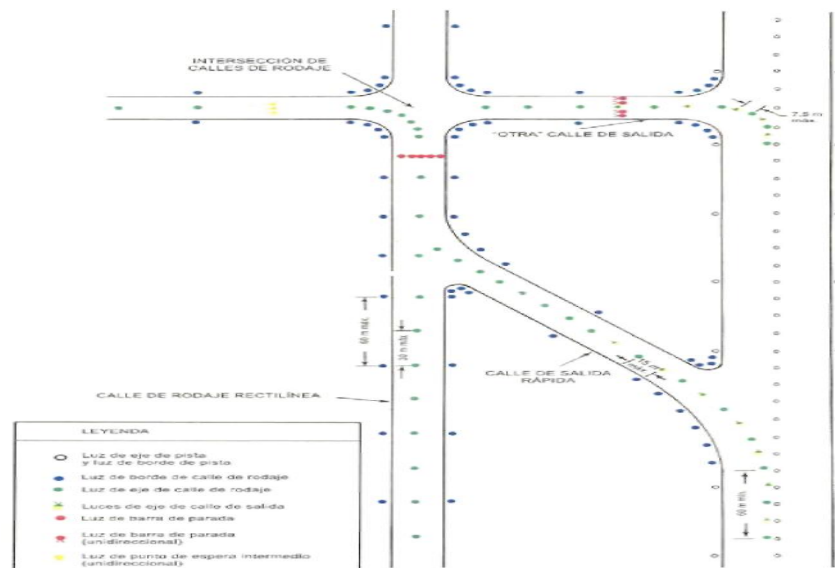 INTERSECCIÓN DE
CALLES DE RODAJE
7,5 m
máx.
"OTRA" CALLE DE SALIDA
60 m máx.
30 m máx.
15 m
máx.
CALLE DE SALIDA
RÁPIDA
CALLE DE RODAJE RECTILÍNEA
60 m máx.
LEYENDA
Luz de eje de pista
y luz de borde de pista
Luz de borde de calle de rodaje
Luz de eje de calle de rodaje
Luces de eje de calle de salida
Luz de barra de parada
Luz de barra de parada
(unidireccional)
Luz de punto de espera intermedio
(unidireccional)